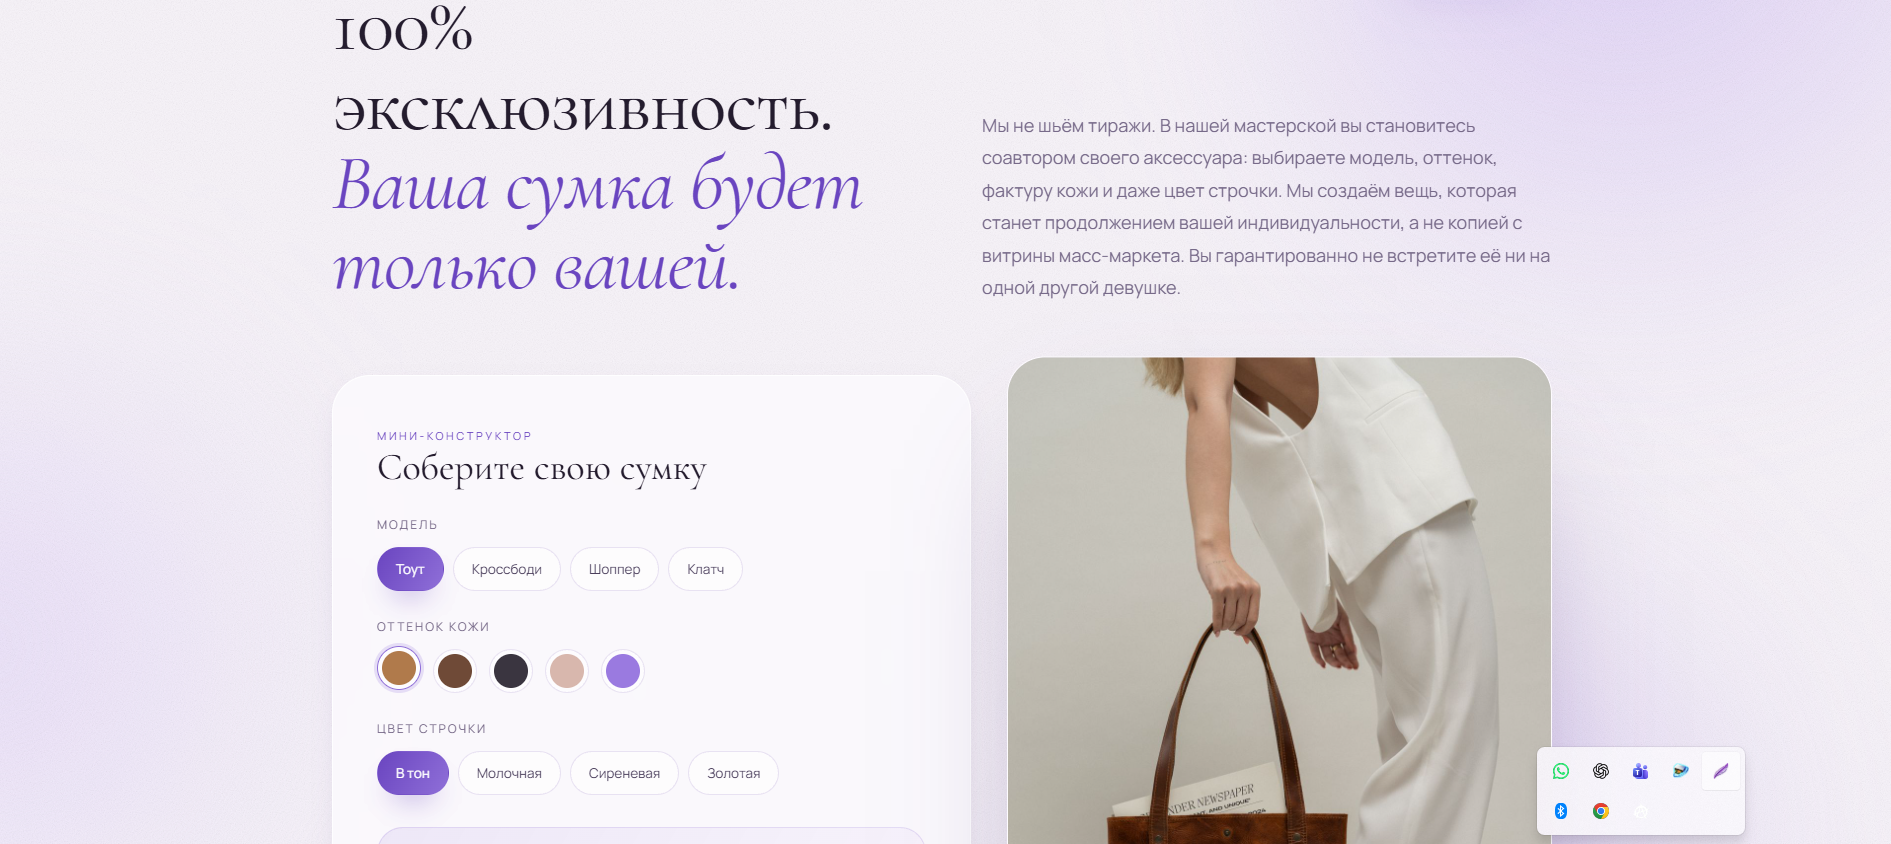 100%
эксклюзивность.
Ваша сумка будет
только вашей.
Мы не шьём тиражи. В нашей мастерской вы становитесь
соавтором своего аксессуара: выбираете модель, оттенок,
фактуру кожи и даже цвет строчки. Мы создаём вещь, которая
станет продолжением вашей индивидуальности, а не копией с
витрины масс-маркета. Вы гарантированно не встретите её ни на
одной другой девушке.
МИНИ-КОНСТРУКТОР
Соберите свою сумку
МОДЕЛЬ
Тоут
Кроссбоди
Шоппер
Клатч
ОТТЕНОК КОЖИ
ЦВЕТ СТРОЧКИ
В тон
Молочная
Сиреневая
Золотая
NEWSPAPER
AND UNIQUE"